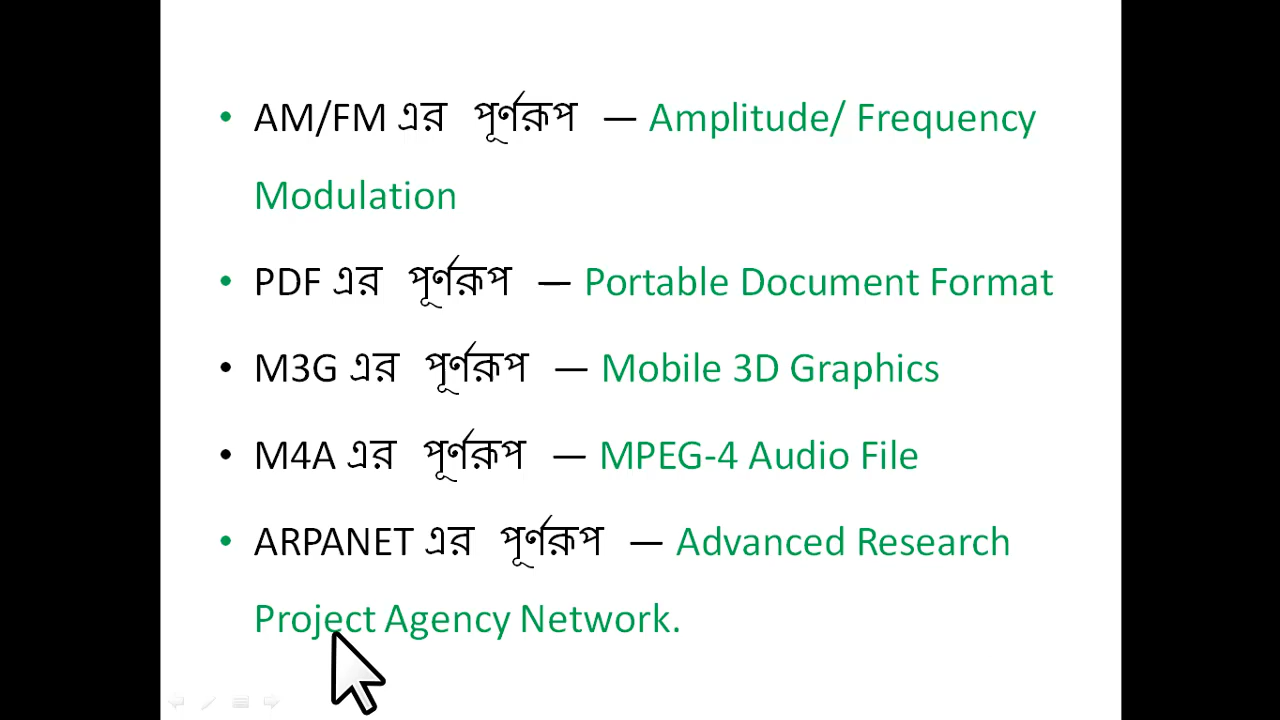 • AM/FM এর পূর্ণরূপ — Amplitude/ Frequency
Modulation
• PDF এর পূর্ণরূপ — Portable Document Format
• M3G এর পূর্ণরূপ — Mobile 3D Graphics
• M4A এর পূর্ণরূপ — MPEG-4 Audio File
• ARPANET এর পূর্ণরূপ — Advanced Research
Project Agency Network.